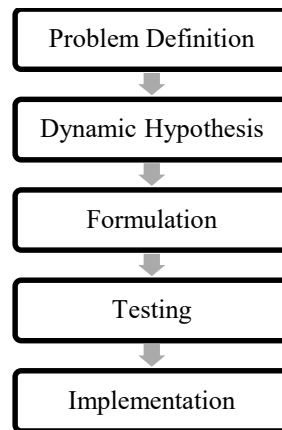 Problem Definition
Dynamic Hypothesis
Formulation
Testing
Implementation